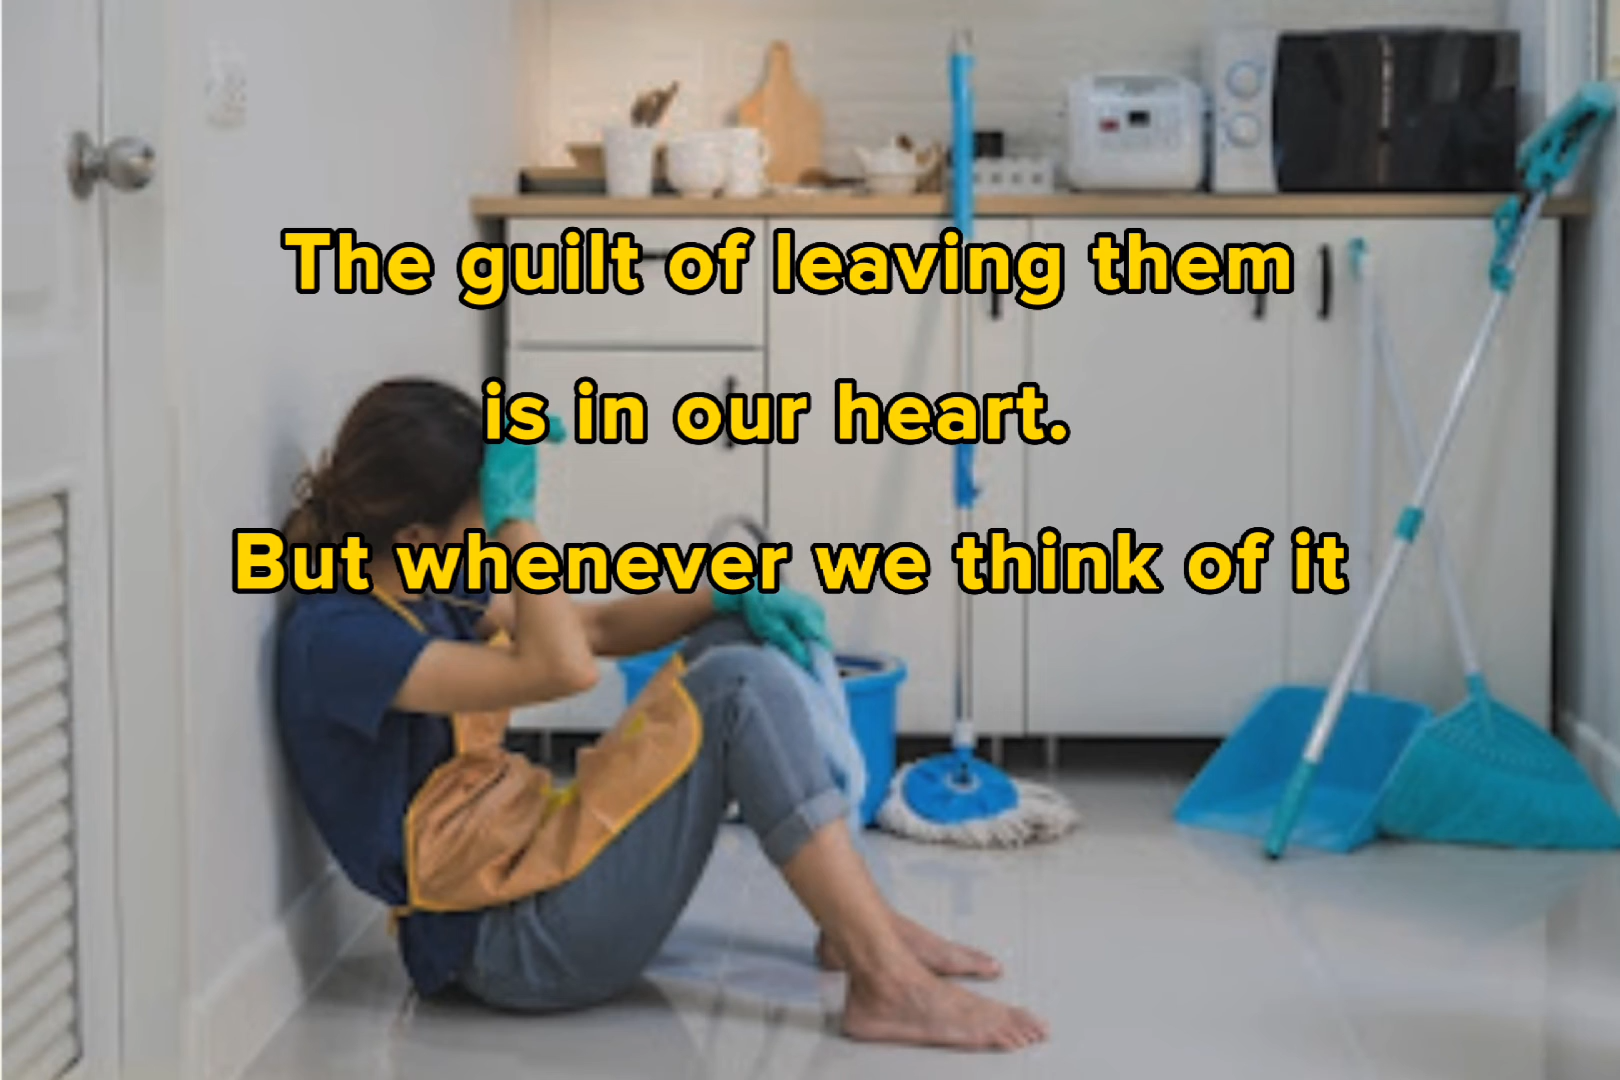 The guilt of leaving them
is in our heart.
But whenever we think of it